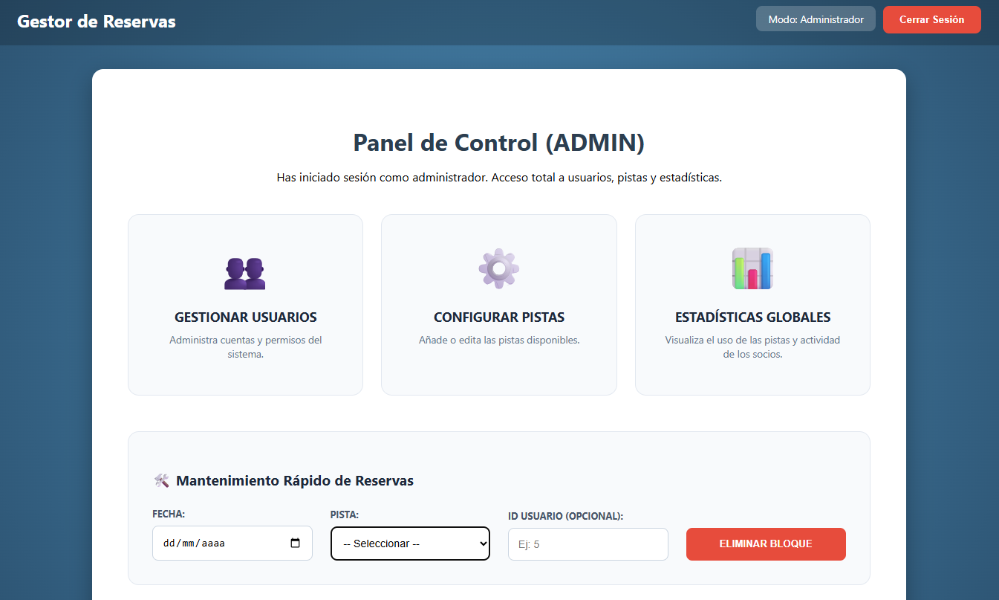 Gestor de Reservas
Modo: Administrador
Cerrar Sesión
Panel de Control (ADMIN)
Has iniciado sesión como administrador. Acceso total a usuarios, pistas y estadísticas.
GESTIONAR USUARIOS
Administra cuentas y permisos del
sistema.
CONFIGURAR PISTAS
Añade o edita las pistas disponibles.
ESTADÍSTICAS GLOBALES
Visualiza el uso de las pistas y actividad
de los socios.
Mantenimiento Rápido de Reservas
FECHA:
dd/mm/aaaa
PISTA:
-- Seleccionar --
ID USUARIO (OPCIONAL):
Ej: 5
ELIMINAR BLOQUE